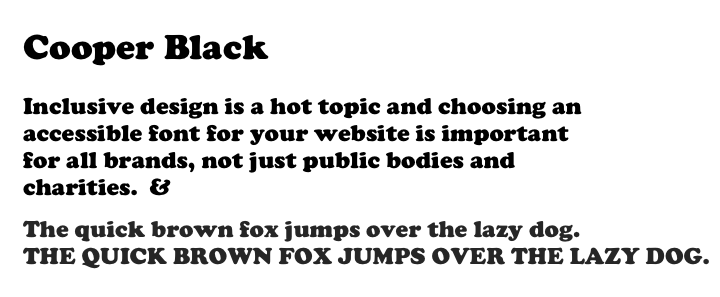 Cooper Black
Inclusive design is a hot topic and choosing an
accessible font for your website is important
for all brands, not just public bodies and
charities.  &
The quick brown fox jumps over the lazy dog.
THE QUICK BROWN FOX JUMPS OVER THE LAZY DOG.